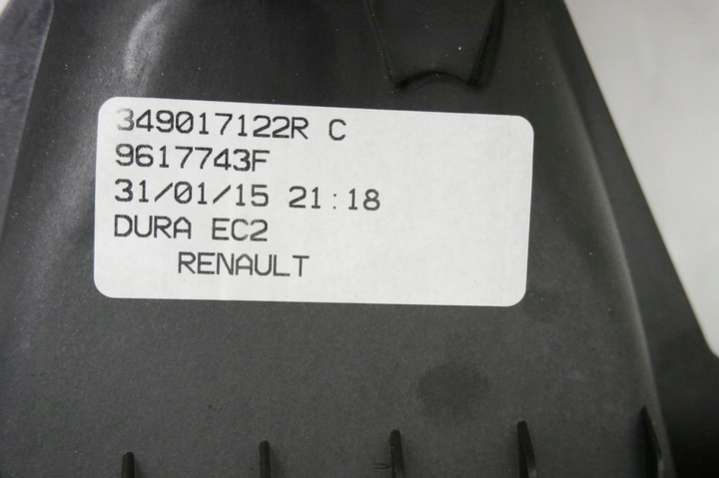 349017122R C
9617743F
31/01/15 21:18
DURA EC2
RENAULT